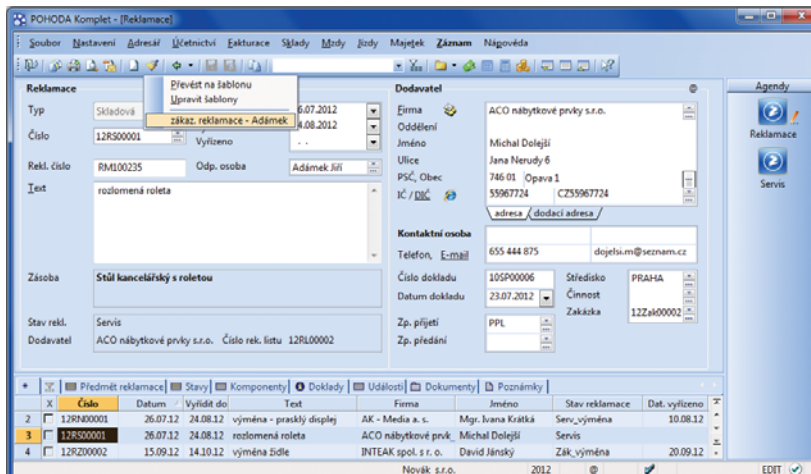 POHODA Komplet - [Reklamace]
Soubor Nastavení Adresář Účetnictví Fakturace Sklady Mzdy Jízdy Majetek Záznam Nápověda
Reklamace
Typ Skladová
Převést na šablonu
Upravit šablony
zákaz. reklamace - Adámek
6.07.2012
4.08.2012
Číslo 12RS00001
Vyřízeno . .
Rekl. číslo RM100235 Odp. osoba Adámek Jiří
Text rozlomená roleta
Zásoba Stůl kancelářský s roletou
Stav rekl. Servis
Dodavatel ACO nábytkové prvky s.r.o. Číslo rek. listu 12RL00002
Dodavatel @
Firma ACO nábytkové prvky s.r.o.
Oddělení
Jméno Michal Dolejší
Ulice Jana Nerudy 6
PSČ, Obec 746 01 Opava 1
IČ / DIČ 55967724 CZ55967724
adresa dodací adresa
Kontaktní osoba
Telefon, E-mail 655 444 875 dojelsi.m@seznam.cz
Číslo dokladu 10SP00006 Středisko PRAHA
Datum dokladu 23.07.2012 Činnost
Zakázka 12Zak00002
Zp. přijetí PPL
Zp. předání
Agendy
Reklamace
Servis
Předmět reklamace Stavy Komponenty Doklady Události Dokumenty Poznámky
X Číslo Datum Vyřídit do Text Firma Jméno Stav reklamace Dat. vyřízeno
2 12RN00001 26.07.12 24.08.12 výměna - prasklý displej AK - Media a. s. Mgr. Ivana Krátká Serv_výměna 10.08.12
3 12RS00001 26.07.12 24.08.12 rozlomená roleta ACO nábytkové prvk Michal Dolejší Servis
4 12RZ00002 15.09.12 14.10.12 výměna židle INTEAK spol. s r. o. David Jánský Zák_výměna 20.09.12
Novák s.r.o. 2012 @ EDIT